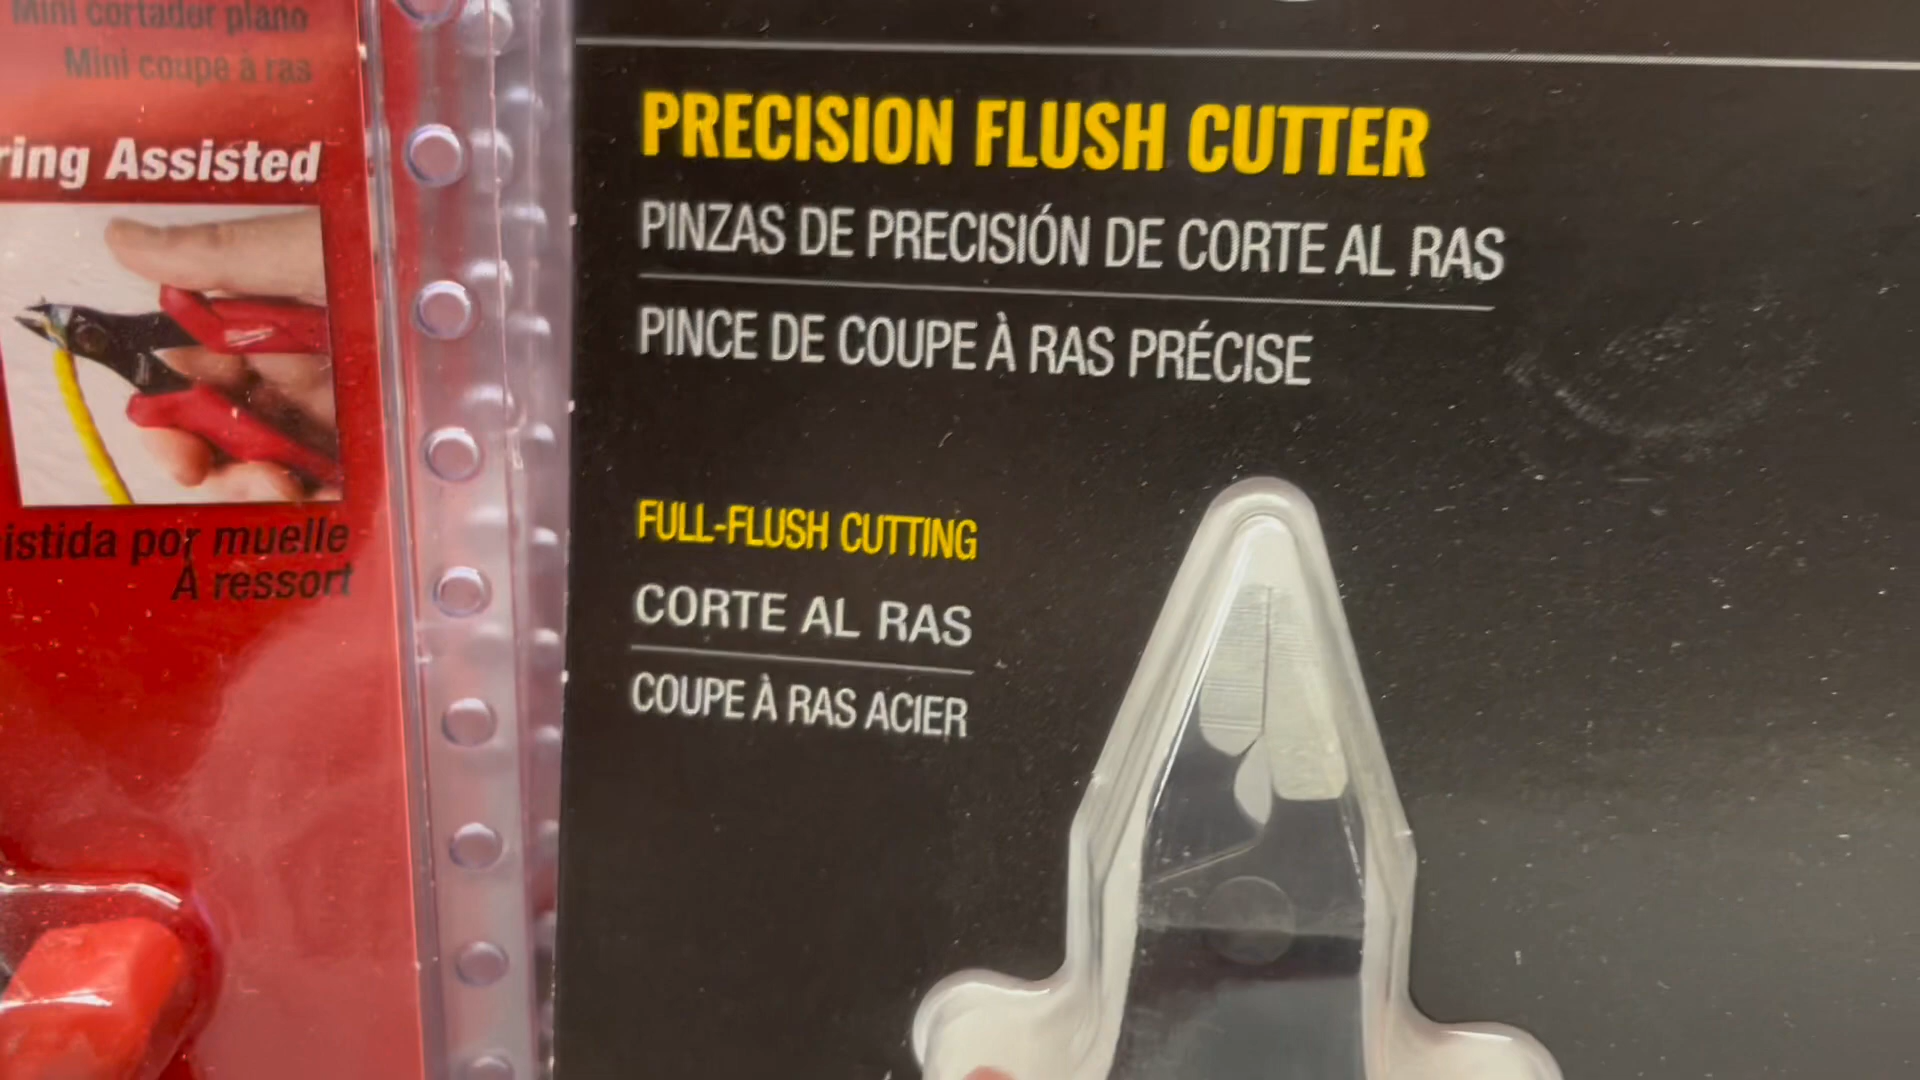 Mini cortador plano
Mini coupe à ras
ring Assisted
istida por muelle
À ressort
PRECISION FLUSH CUTTER
PINZAS DE PRECISIÓN DE CORTE AL RAS
PINCE DE COUPE À RAS PRÉCISE
FULL-FLUSH CUTTING
CORTE AL RAS
COUPE À RAS ACIER